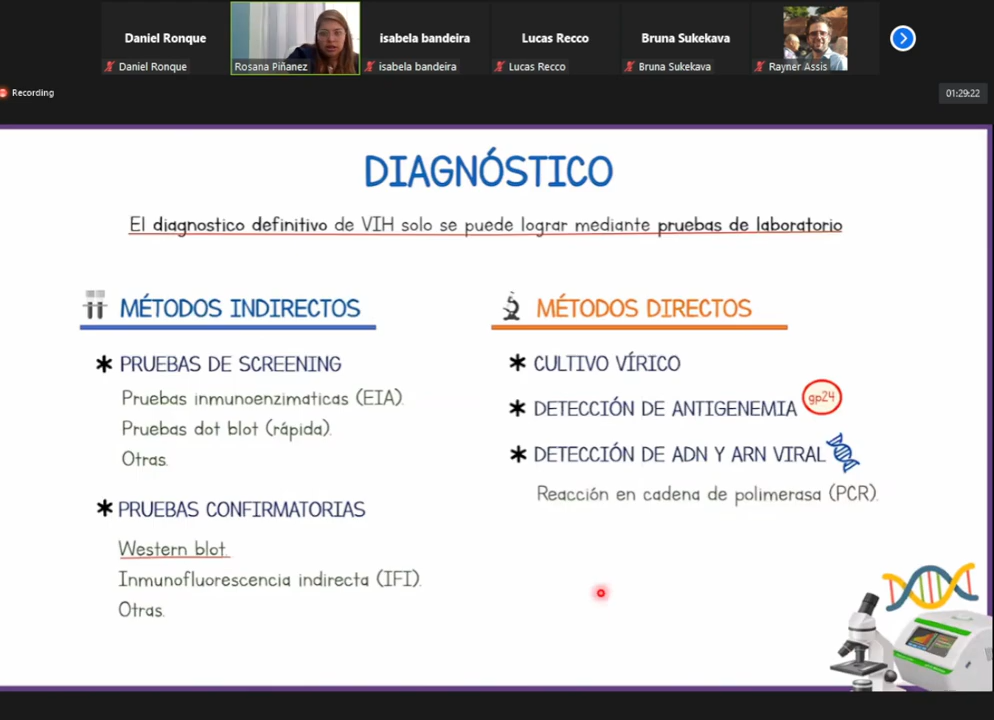 Daniel Ronque
isabela bandeira
Lucas Recco
Bruna Sukekava
Daniel Ronque
Rosana Piñanez
isabela bandeira
Lucas Recco
Bruna Sukekava
Rayner Assis
Recording
01:29:22
DIAGNÓSTICO
El diagnostico definitivo de VIH solo se puede lograr mediante pruebas de laboratorio
MÉTODOS INDIRECTOS
* PRUEBAS DE SCREENING
Pruebas inmunoenzimaticas (EIA).
Pruebas dot blot (rápida).
Otras.
* PRUEBAS CONFIRMATORIAS
Western blot.
Inmunofluorescencia indirecta (IFI).
Otras.
MÉTODOS DIRECTOS
* CULTIVO VÍRICO
* DETECCIÓN DE ANTIGENEMIA gp24
* DETECCIÓN DE ADN Y ARN VIRAL
Reacción en cadena de polimerasa (PCR).